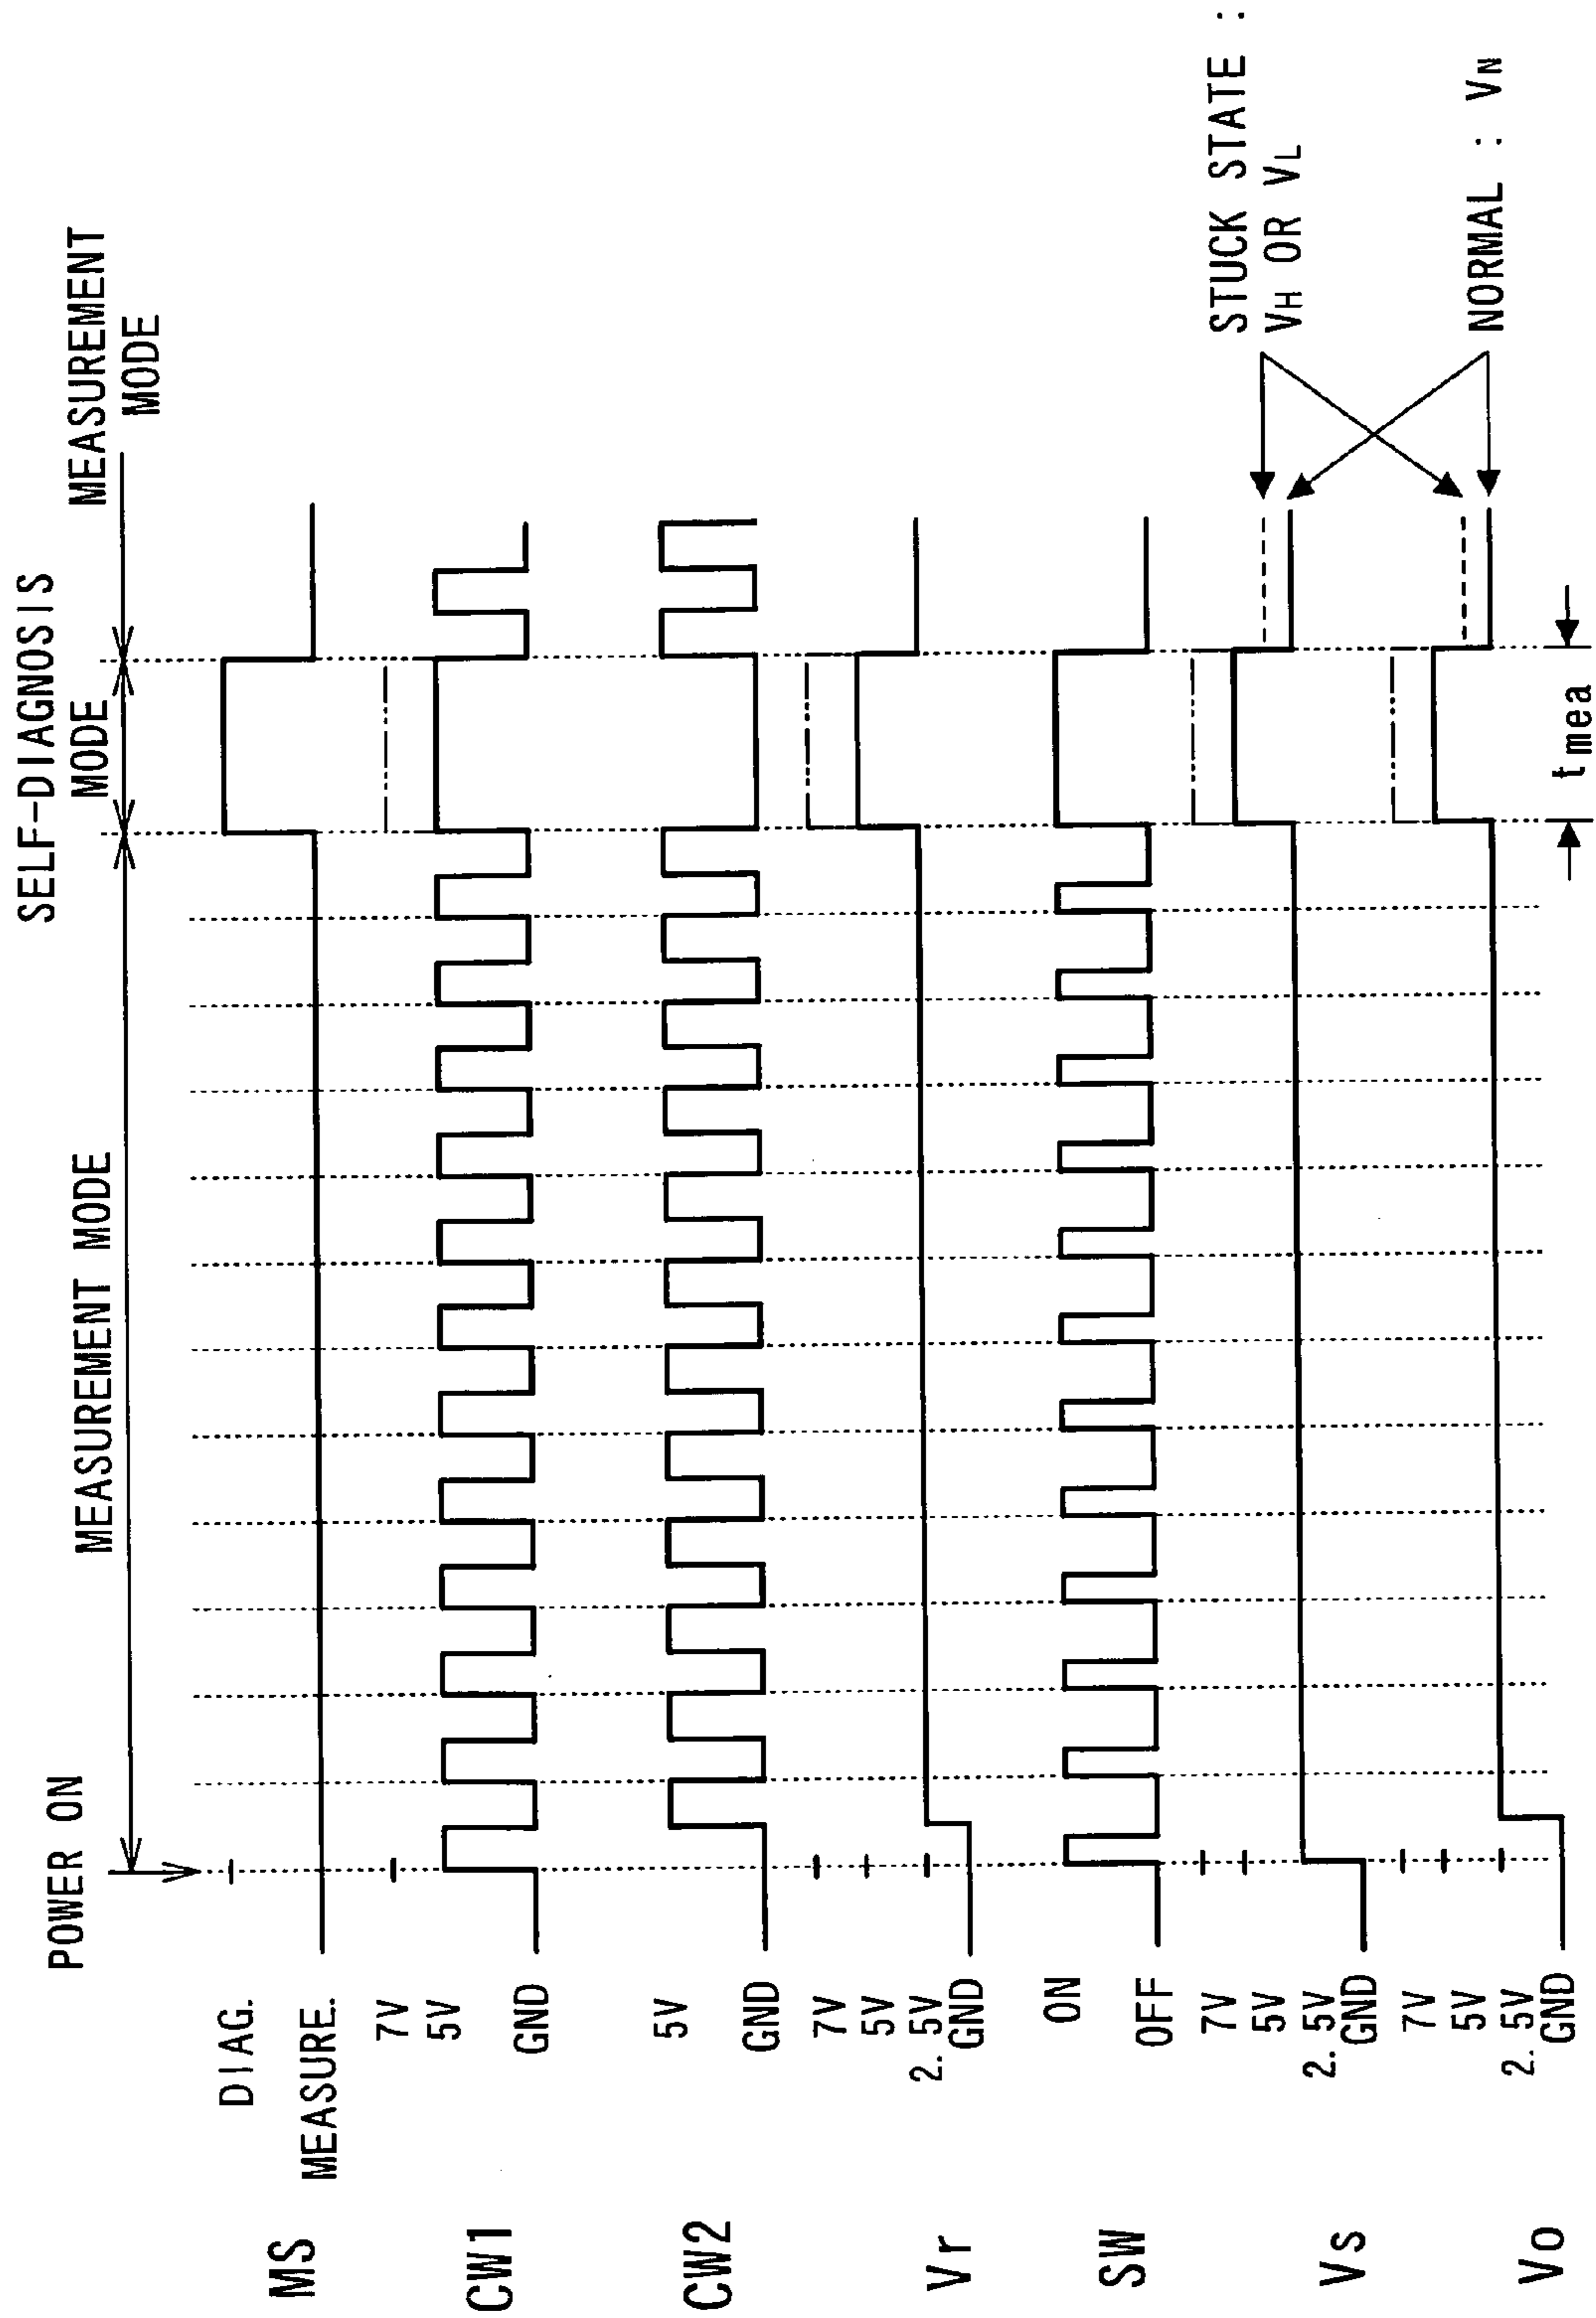 POWER ON
MEASUREMENT MODE
SELF-DIAGNOSIS
MODE
MEASUREMENT
MODE
MS
DIAG.
MEASURE.
CW1
7V
5V
GND
CW2
5V
GND
Vr
7V
5V
2.5V
GND
SW
ON
OFF
Vs
7V
5V
2.5V
GND
Vo
7V
5V
2.5V
GND
STUCK STATE :
VH OR VL
NORMAL : VN
tmea